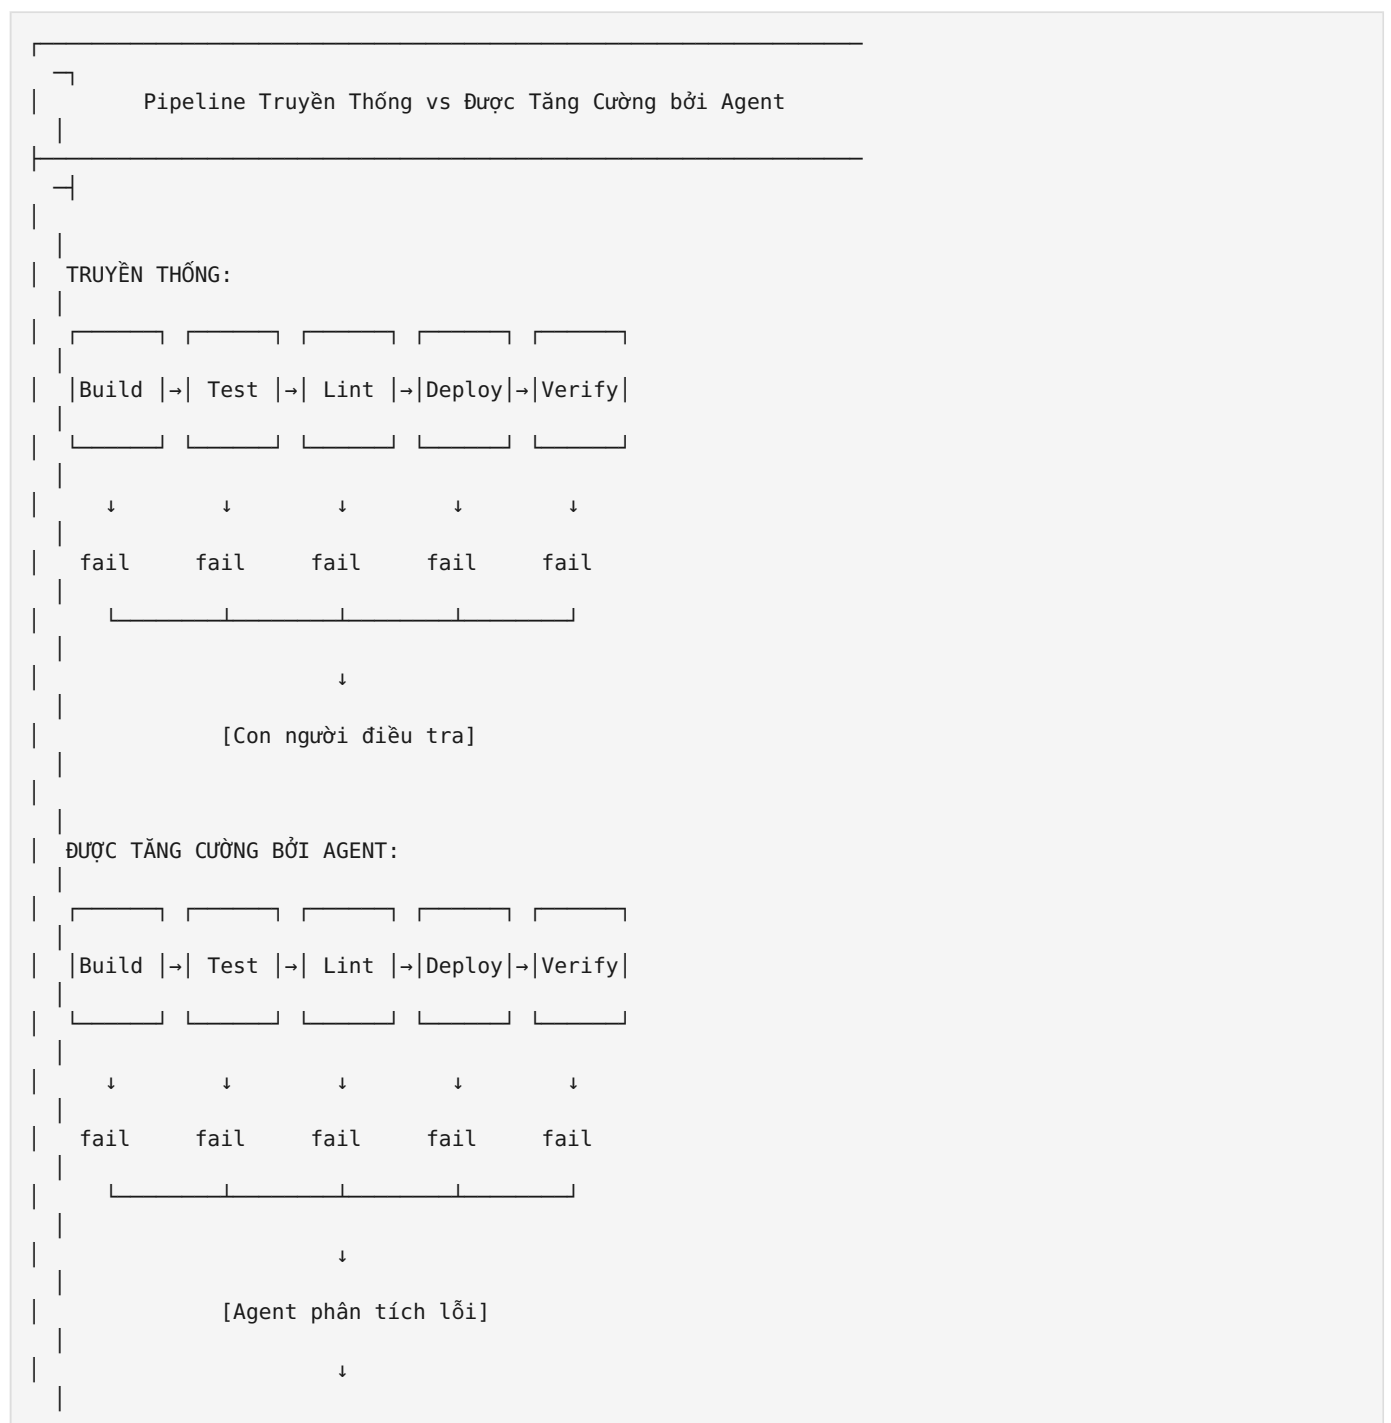 ┌────────────────────────────────────────────────────────────────
─┐
│        Pipeline Truyền Thống vs Được Tăng Cường bởi Agent
│
├────────────────────────────────────────────────────────────────
─┤
│
│
│  TRUYỀN THỐNG:
│
│  ┌──────┐ ┌──────┐ ┌──────┐ ┌──────┐ ┌──────┐
│
│  │Build │→│ Test │→│ Lint │→│Deploy│→│Verify│
│
│  └──────┘ └──────┘ └──────┘ └──────┘ └──────┘
│
│     ↓        ↓        ↓        ↓        ↓
│
│   fail     fail     fail     fail     fail
│
│     └────────┴────────┴────────┴────────┘
│
│                       ↓
│
│              [Con người điều tra]
│
│
│
│  ĐƯỢC TĂNG CƯỜNG BỞI AGENT:
│
│  ┌──────┐ ┌──────┐ ┌──────┐ ┌──────┐ ┌──────┐
│
│  │Build │→│ Test │→│ Lint │→│Deploy│→│Verify│
│
│  └──────┘ └──────┘ └──────┘ └──────┘ └──────┘
│
│     ↓        ↓        ↓        ↓        ↓
│
│   fail     fail     fail     fail     fail
│
│     └────────┴────────┴────────┴────────┘
│
│                       ↓
│
│              [Agent phân tích lỗi]
│
│                       ↓
│